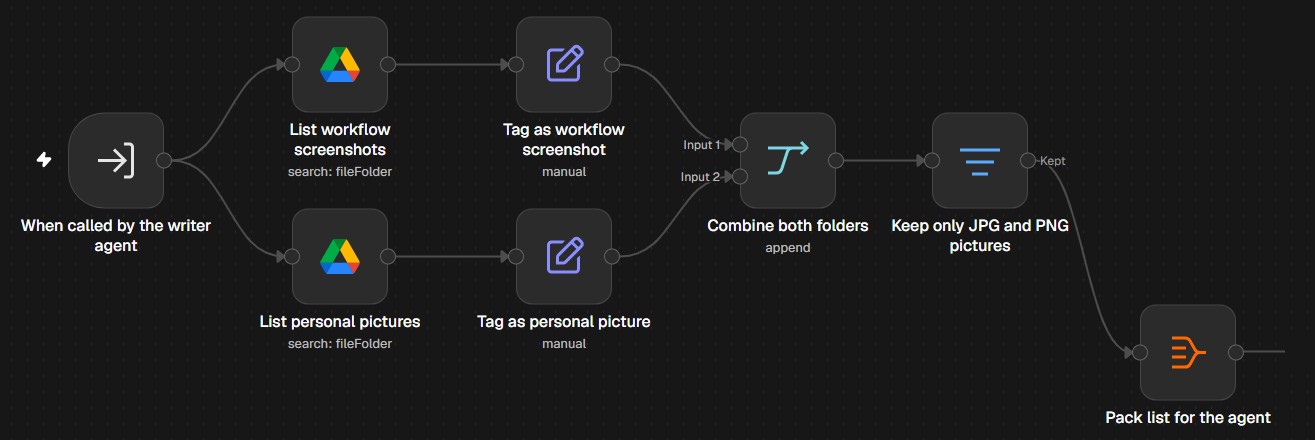 List workflow
screenshots
search: fileFolder
Tag as workflow
screenshot
manual
Input 1
Input 2
Kept
When called by the writer
agent
Combine both folders
append
Keep only JPG and PNG
pictures
List personal pictures
search: fileFolder
Tag as personal picture
manual
Pack list for the agent